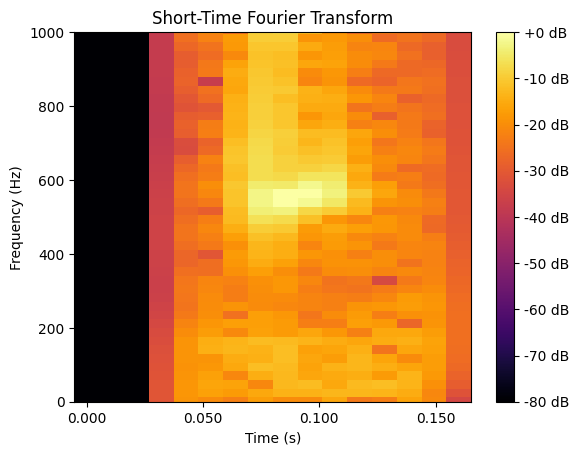 Short-Time Fourier Transform
1000
800
600
400
200
0
Frequency (Hz)
0.000
0.050
0.100
0.150
Time (s)
+0 dB
-10 dB
-20 dB
-30 dB
-40 dB
-50 dB
-60 dB
-70 dB
-80 dB